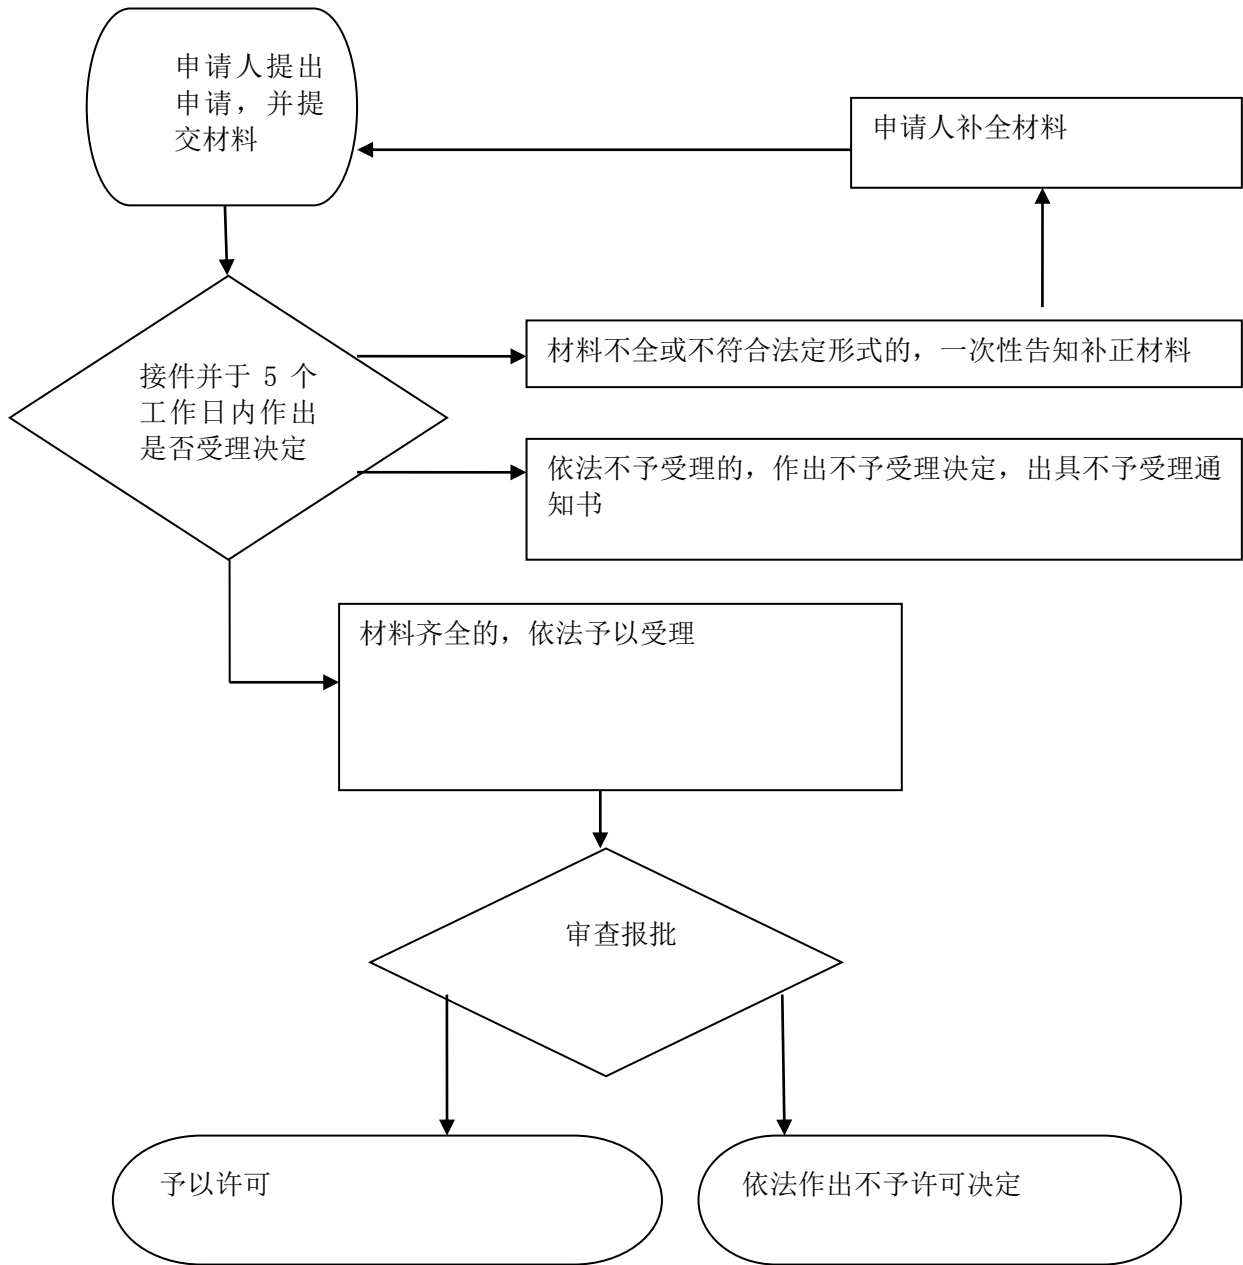 申请人提出
申请，并提
交材料
申请人补全材料
材料不全或不符合法定形式的，一次性告知补正材料
接件并于 5 个
工作日内作出
是否受理决定
依法不予受理的，作出不予受理决定，出具不予受理通
知书
材料齐全的，依法予以受理
审查报批
予以许可
依法作出不予许可决定